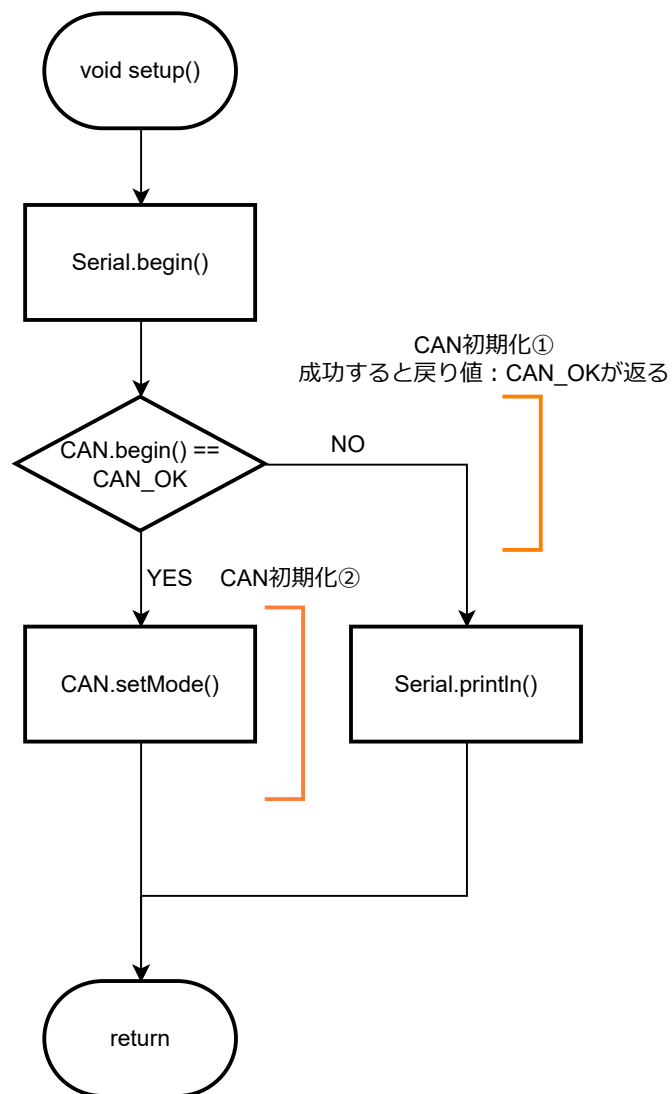 void setup()
Serial.begin()
CAN初期化①
成功すると戻り値：CAN_OKが返る
CAN.begin() ==
CAN_OK
NO
YES
CAN初期化②
CAN.setMode()
Serial.println()
return